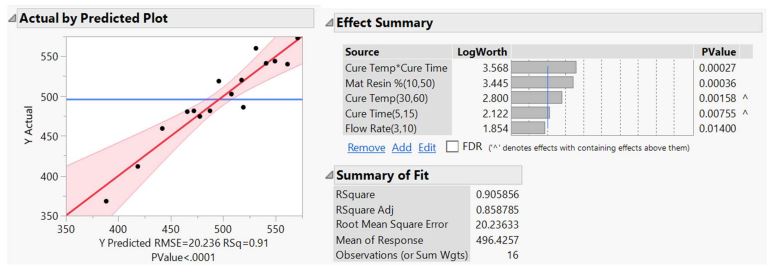 Actual by Predicted Plot
550
500
450
400
350
Y Actual
350 400 450 500 550
Y Predicted RMSE=20.236 RSq=0.91
PValue<.0001
Effect Summary
Source LogWorth PValue
Cure Temp*Cure Time 3.568 0.00027
Mat Resin %(10,50) 3.445 0.00036
Cure Temp(30,60) 2.800 0.00158 ^
Cure Time(5,15) 2.122 0.00755 ^
Flow Rate(3,10) 1.854 0.01400
Remove Add Edit FDR ('^' denotes effects with containing effects above them)
Summary of Fit
RSquare 0.905856
RSquare Adj 0.858785
Root Mean Square Error 20.23633
Mean of Response 496.4257
Observations (or Sum Wgts) 16